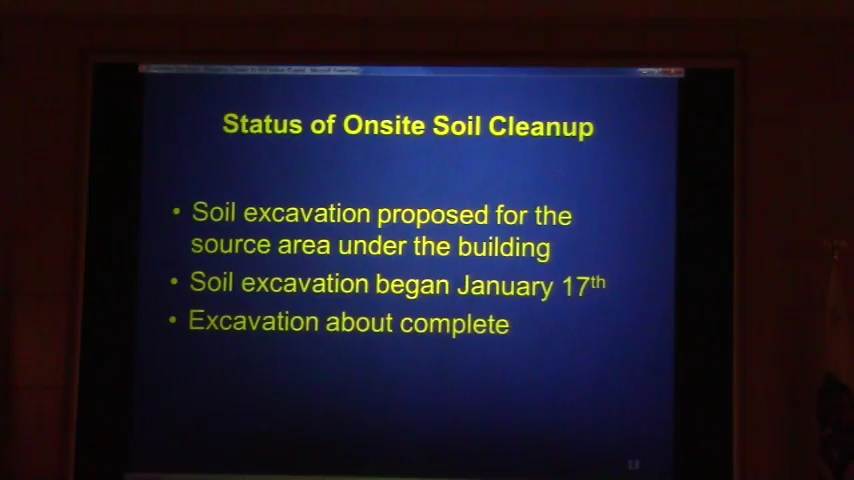 Status of Onsite Soil Cleanup
• Soil excavation proposed for the
source area under the building
• Soil excavation began January 17th
• Excavation about complete